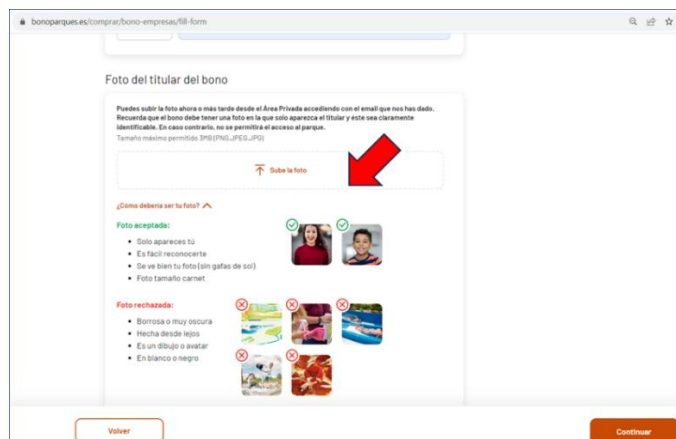 bonoparques.es/comprar/bono-empresas/fill-form
Foto del titular del bono
Puedes subir la foto ahora o más tarde desde el Área Privada accediendo con el email que nos has dado.
Recuerda que el bono debe tener una foto en la que solo aparezca el titular y éste sea claramente
identificable. En caso contrario, no se permitirá el acceso al parque.
Tamaño máximo permitido 3MB (PNG, JPEG, JPG)
Sube la foto
¿Cómo debería ser tu foto?
Foto aceptada:
Solo apareces tú
Es fácil reconocerte
Se ve bien tu foto (sin gafas de sol)
Foto tamaño carnet
Foto rechazada:
Borrosa o muy oscura
Hecha desde lejos
Es un dibujo o avatar
En blanco o negro
Volver
Continuar